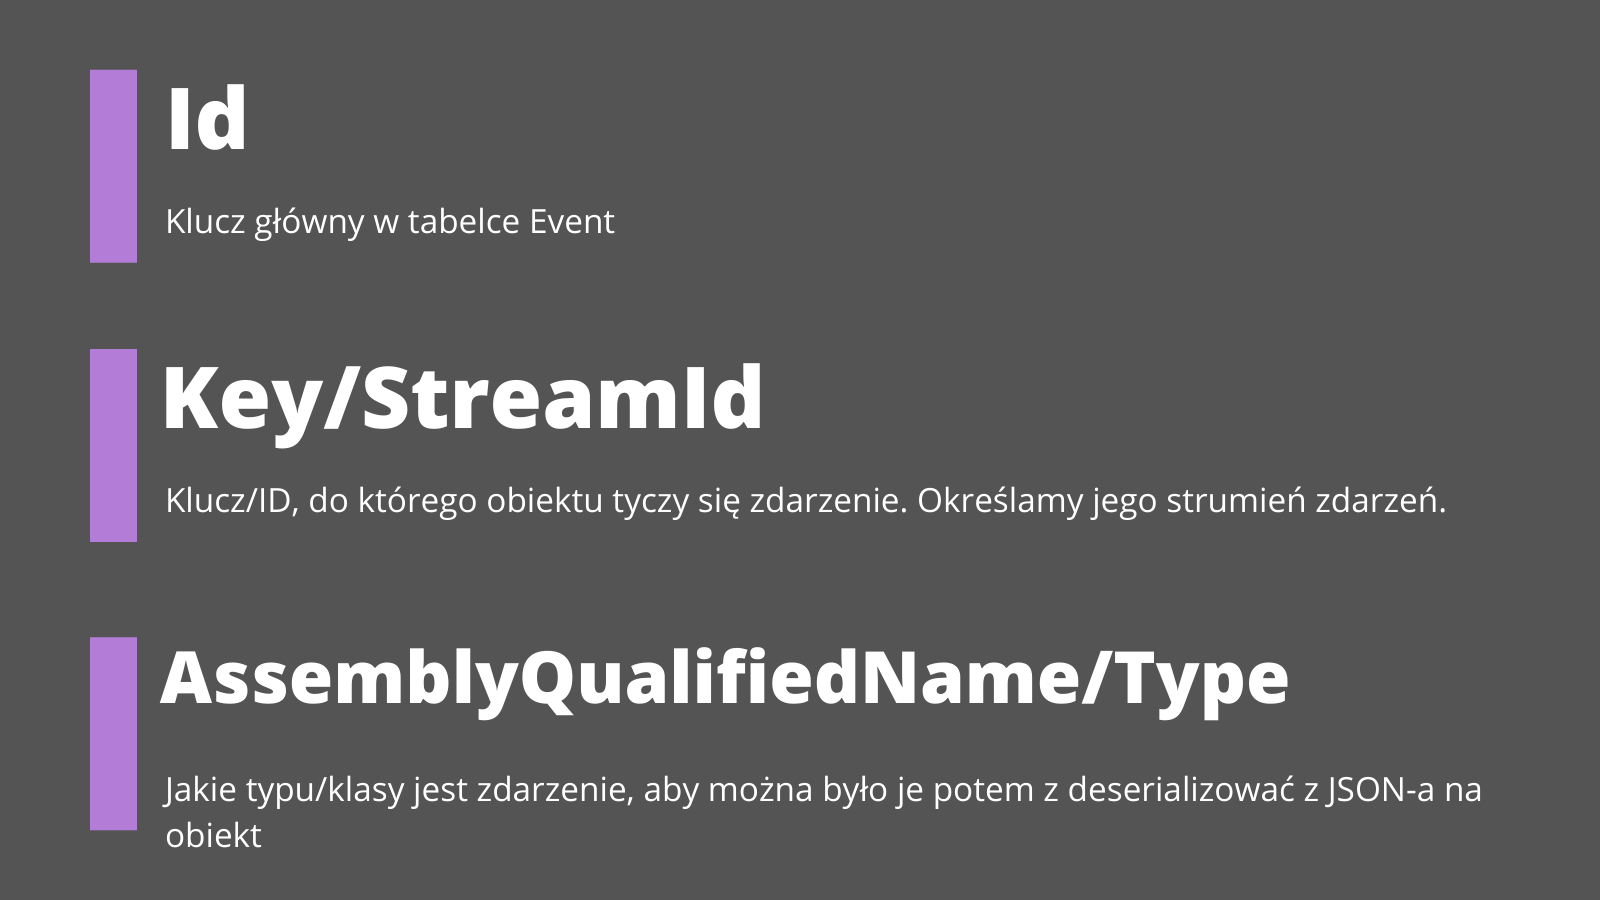 Id
Klucz główny w tabelce Event
Key/StreamId
Klucz/ID, do którego obiektu tyczy się zdarzenie. Określamy jego strumień zdarzeń.
AssemblyQualifiedName/Type
Jakie typu/klasy jest zdarzenie, aby można było je potem z deserializować z JSON-a na
obiekt